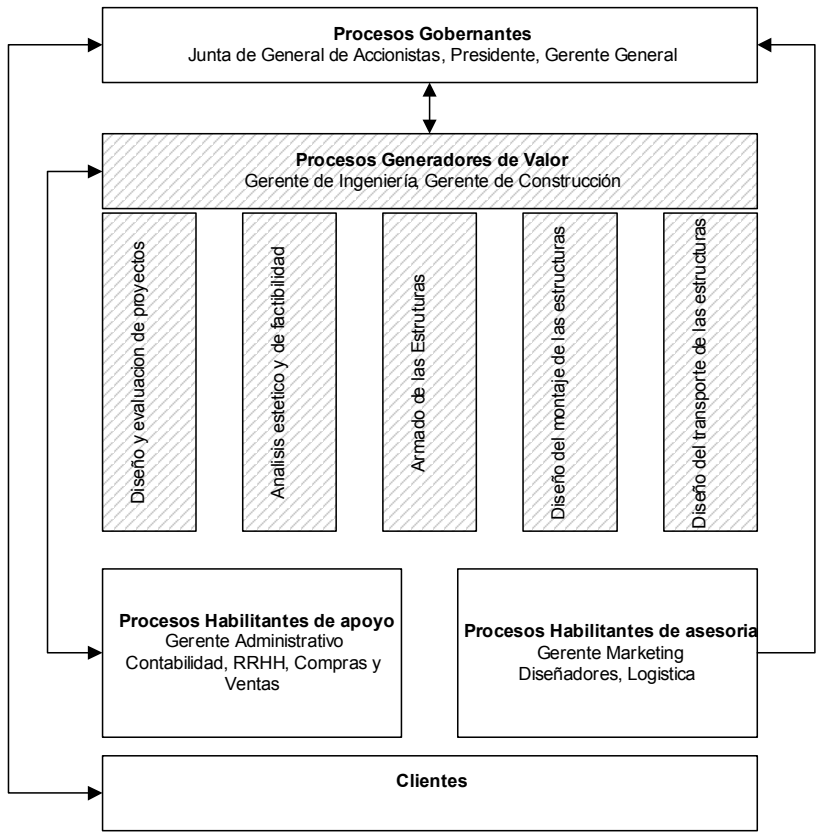 Procesos Gobernantes
Junta de General de Accionistas, Presidente, Gerente General
Procesos Generadores de Valor
Gerente de Ingeniería, Gerente de Construcción
Diseño y evaluacion de proyectos
Analisis estetico y de factibilidad
Armado de las Estruturas
Diseño del montaje de las estructuras
Diseño del transporte de las estructuras
Procesos Habilitantes de apoyo
Gerente Administrativo
Contabilidad, RRHH, Compras y
Ventas
Procesos Habilitantes de asesoria
Gerente Marketing
Diseñadores, Logistica
Clientes